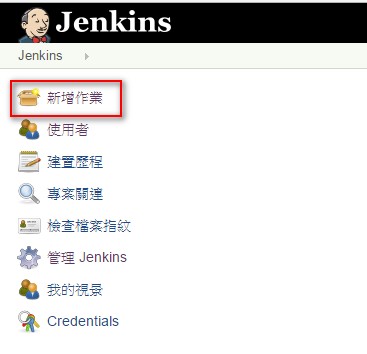 Jenkins
Jenkins
新增作業
使用者
建置歷程
專案關連
檢查檔案指紋
管理 Jenkins
我的視景
Credentials